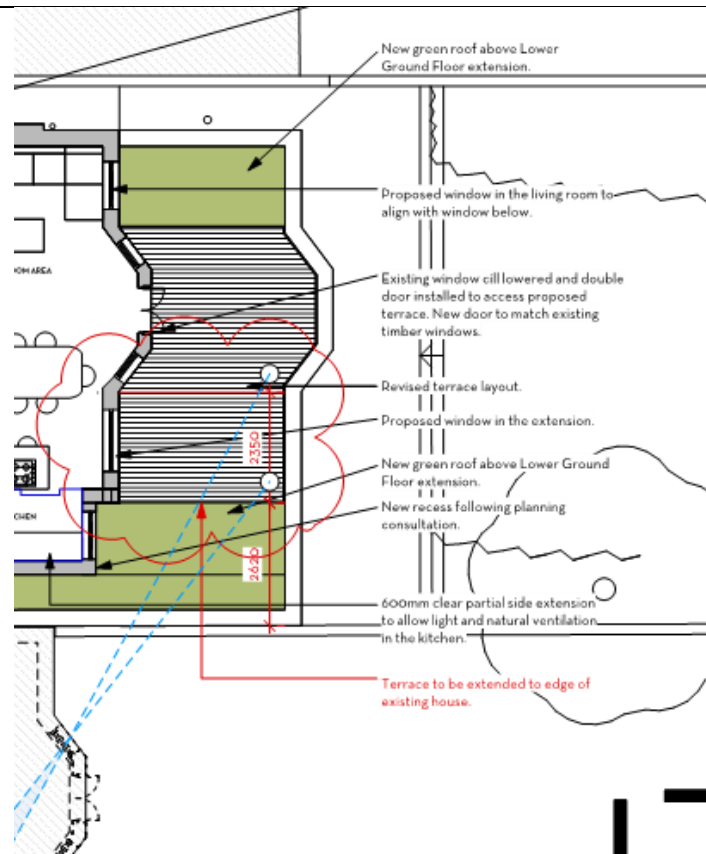 New green roof above Lower
Ground Floor extension.
Proposed window in the living room to
align with window below.
OM AREA
Existing window cill lowered and double
door installed to access proposed
terrace. New door to match existing
timber windows.
Revised terrace layout.
Proposed window in the extension.
2350
New green roof above Lower Ground
Floor extension.
New recess following planning
consultation.
CHEN
2620
600mm clear partial side extension
to allow light and natural ventilation
in the kitchen.
Terrace to be extended to edge of
existing house.